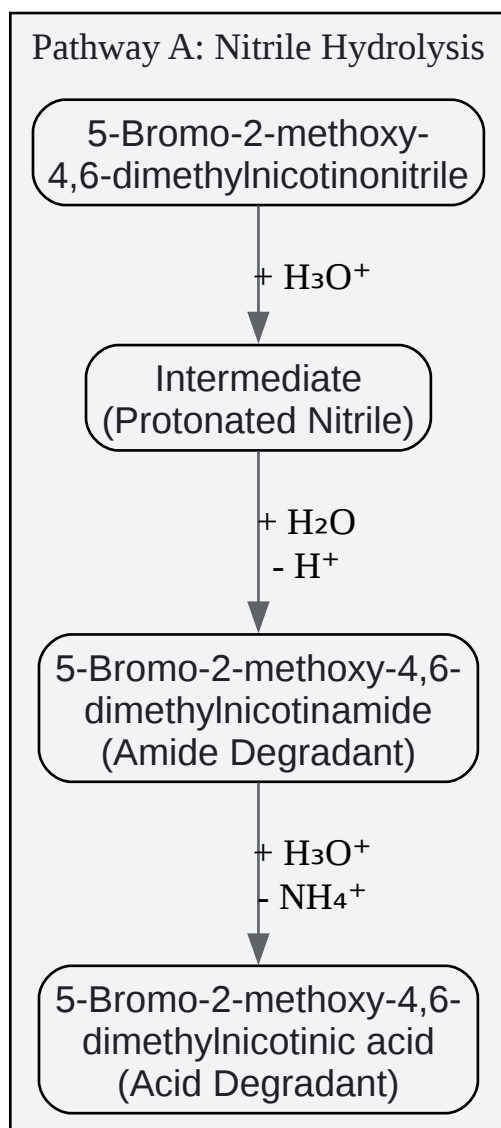 Pathway A: Nitrile Hydrolysis
5-Bromo-2-methoxy-
4,6-dimethylnicotinonitrile
+ H₃O⁺
Intermediate
(Protonated Nitrile)
+ H₂O
- H⁺
5-Bromo-2-methoxy-4,6-
dimethylnicotinamide
(Amide Degradant)
+ H₃O⁺
- NH₄⁺
5-Bromo-2-methoxy-4,6-
dimethylnicotinic acid
(Acid Degradant)